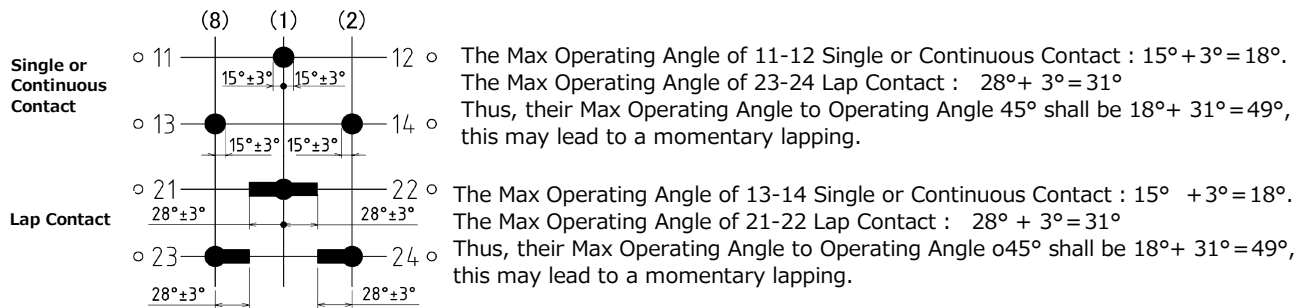 (8) (1) (2)
Single or
Continuous
Contact
11 12
15°±3° 15°±3°
13 14
15°±3° 15°±3°
The Max Operating Angle of 11-12 Single or Continuous Contact : 15°+3°=18°.
The Max Operating Angle of 23-24 Lap Contact : 28°+ 3°=31°
Thus, their Max Operating Angle to Operating Angle 45° shall be 18°+ 31°=49°,
this may lead to a momentary lapping.
Lap Contact
21 22
28°±3° 28°±3°
23 24
28°±3° 28°±3°
The Max Operating Angle of 13-14 Single or Continuous Contact : 15° +3°=18°.
The Max Operating Angle of 21-22 Lap Contact : 28° + 3°=31°
Thus, their Max Operating Angle to Operating Angle o45° shall be 18°+ 31°=49°,
this may lead to a momentary lapping.